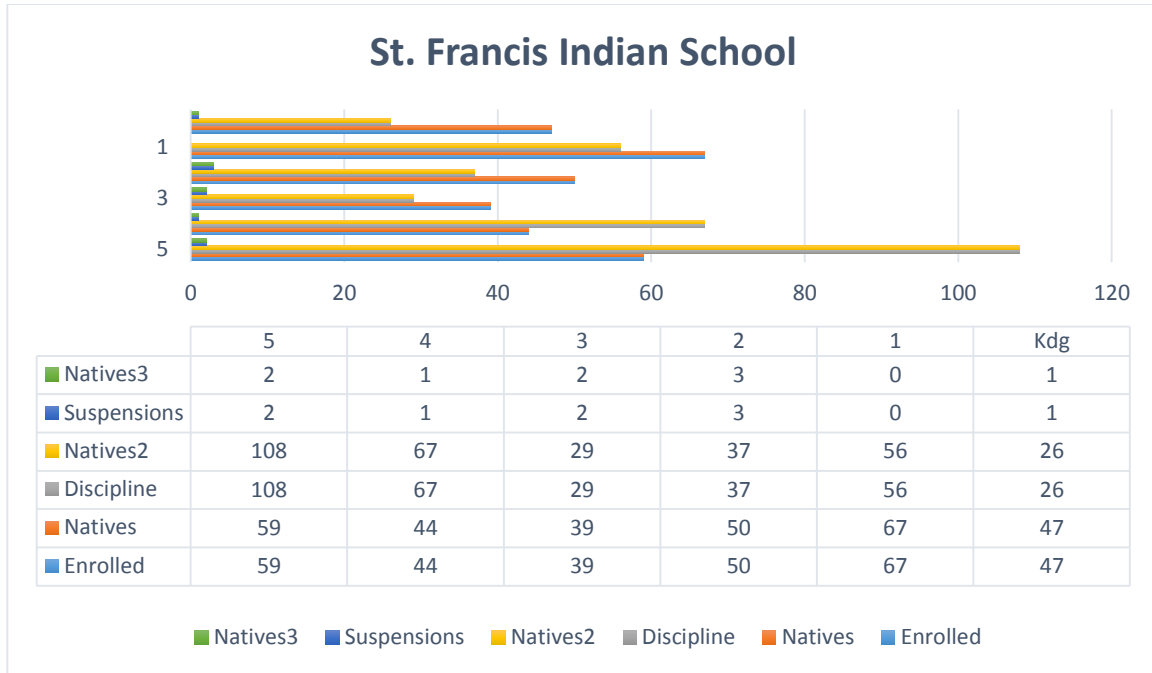 St. Francis Indian School
1
3
5
0 20 40 60 80 100 120
5 4 3 2 1 Kdg
Natives3 2 1 2 3 0 1
Suspensions 2 1 2 3 0 1
Natives2 108 67 29 37 56 26
Discipline 108 67 29 37 56 26
Natives 59 44 39 50 67 47
Enrolled 59 44 39 50 67 47
Natives3 Suspensions Natives2 Discipline Natives Enrolled